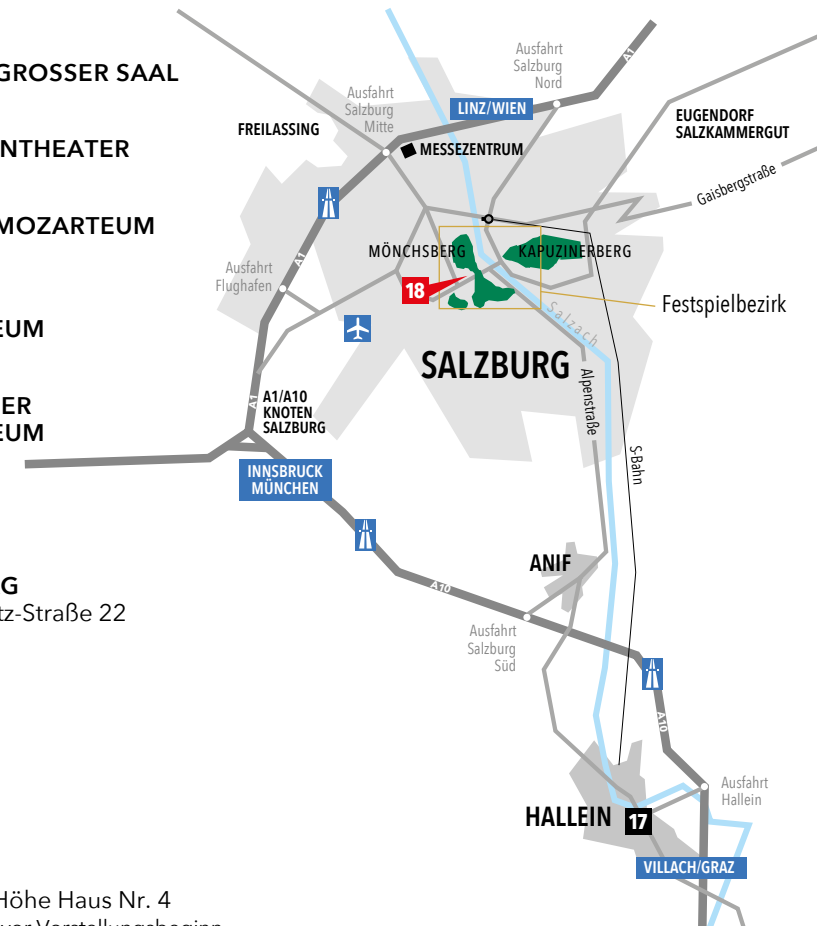 GROSSER SAAL
NTHEATER
MOZARTEUM
EUM
ER
EUM
G
tz-Straße 22
Höhe Haus Nr. 4
Ausfahrt
Salzburg
Nord
A1
Ausfahrt
Salzburg
Mitte
LINZ/WIEN
FREILASSING
MESSEZENTRUM
EUGENDORF
SALZKAMMERGUT
Gaisbergstraße
MÖNCHSBERG
KAPUZINERBERG
A1
Ausfahrt
Flughafen
18
Festspielbezirk
Salzach
SALZBURG
Alpenstraße
A1
A1/A10
KNOTEN
SALZBURG
S-Bahn
INNSBRUCK
MÜNCHEN
ANIF
A10
Ausfahrt
Salzburg
Süd
A10
Ausfahrt
Hallein
HALLEIN
17
VILLACH/GRAZ